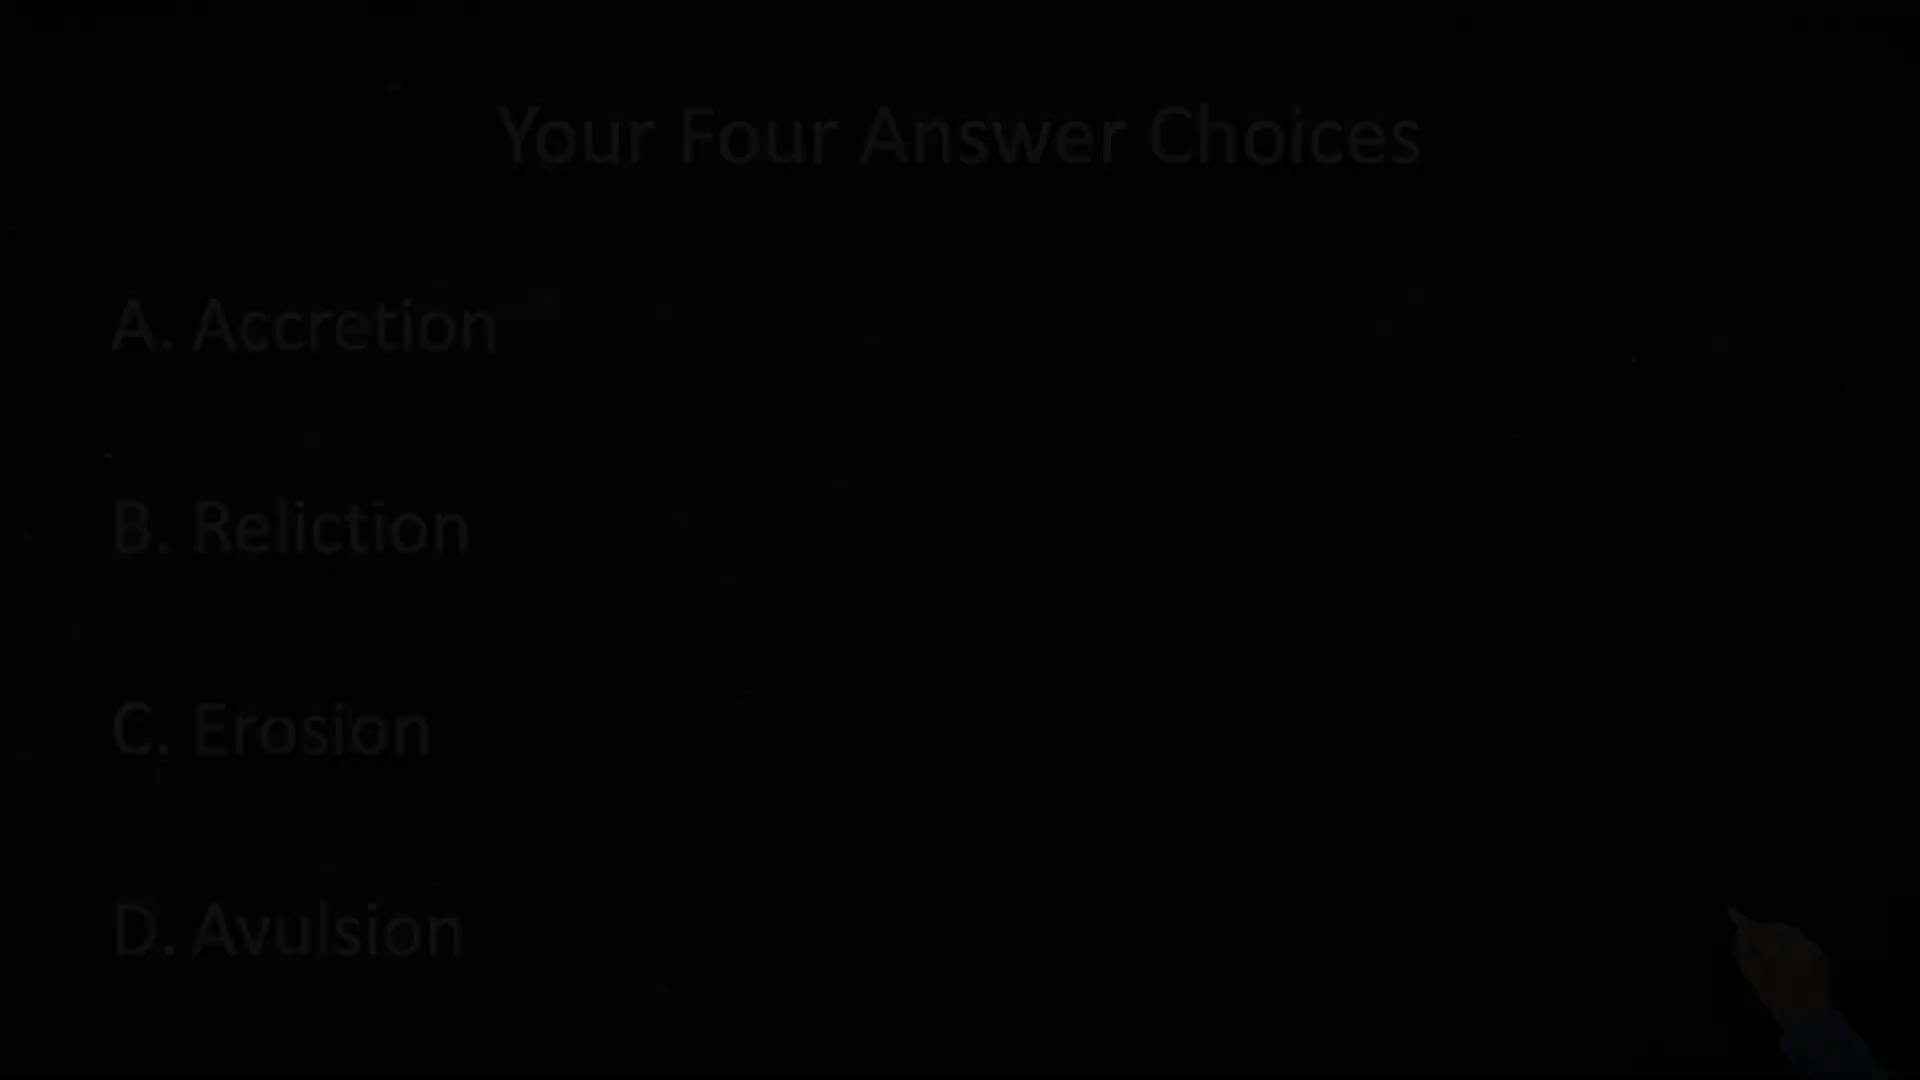 Your Four Answer Choices
A. Accretion
B. Reliction
C. Erosion
D. Avulsion